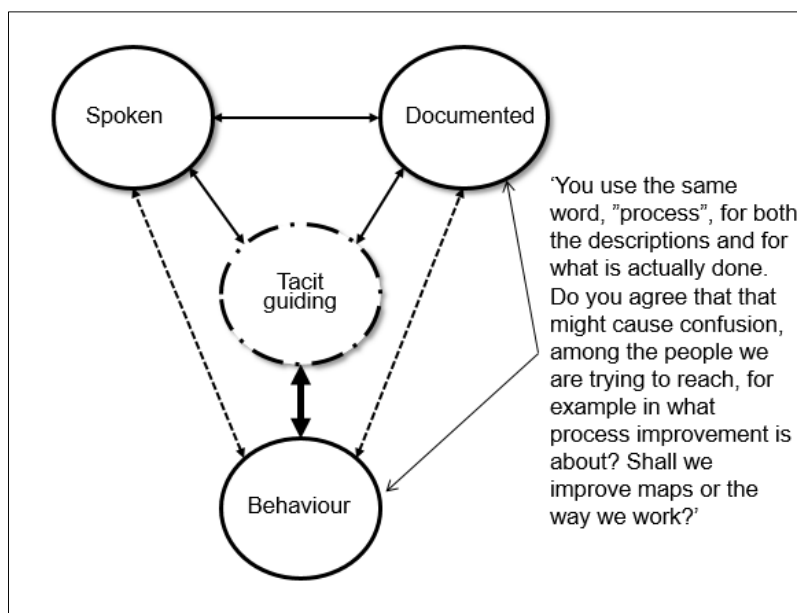 Spoken
Documented
Tacit
guiding
Behaviour
‘You use the same
word, ”process”, for both
the descriptions and for
what is actually done.
Do you agree that that
might cause confusion,
among the people we
are trying to reach, for
example in what
process improvement is
about? Shall we
improve maps or the
way we work?’